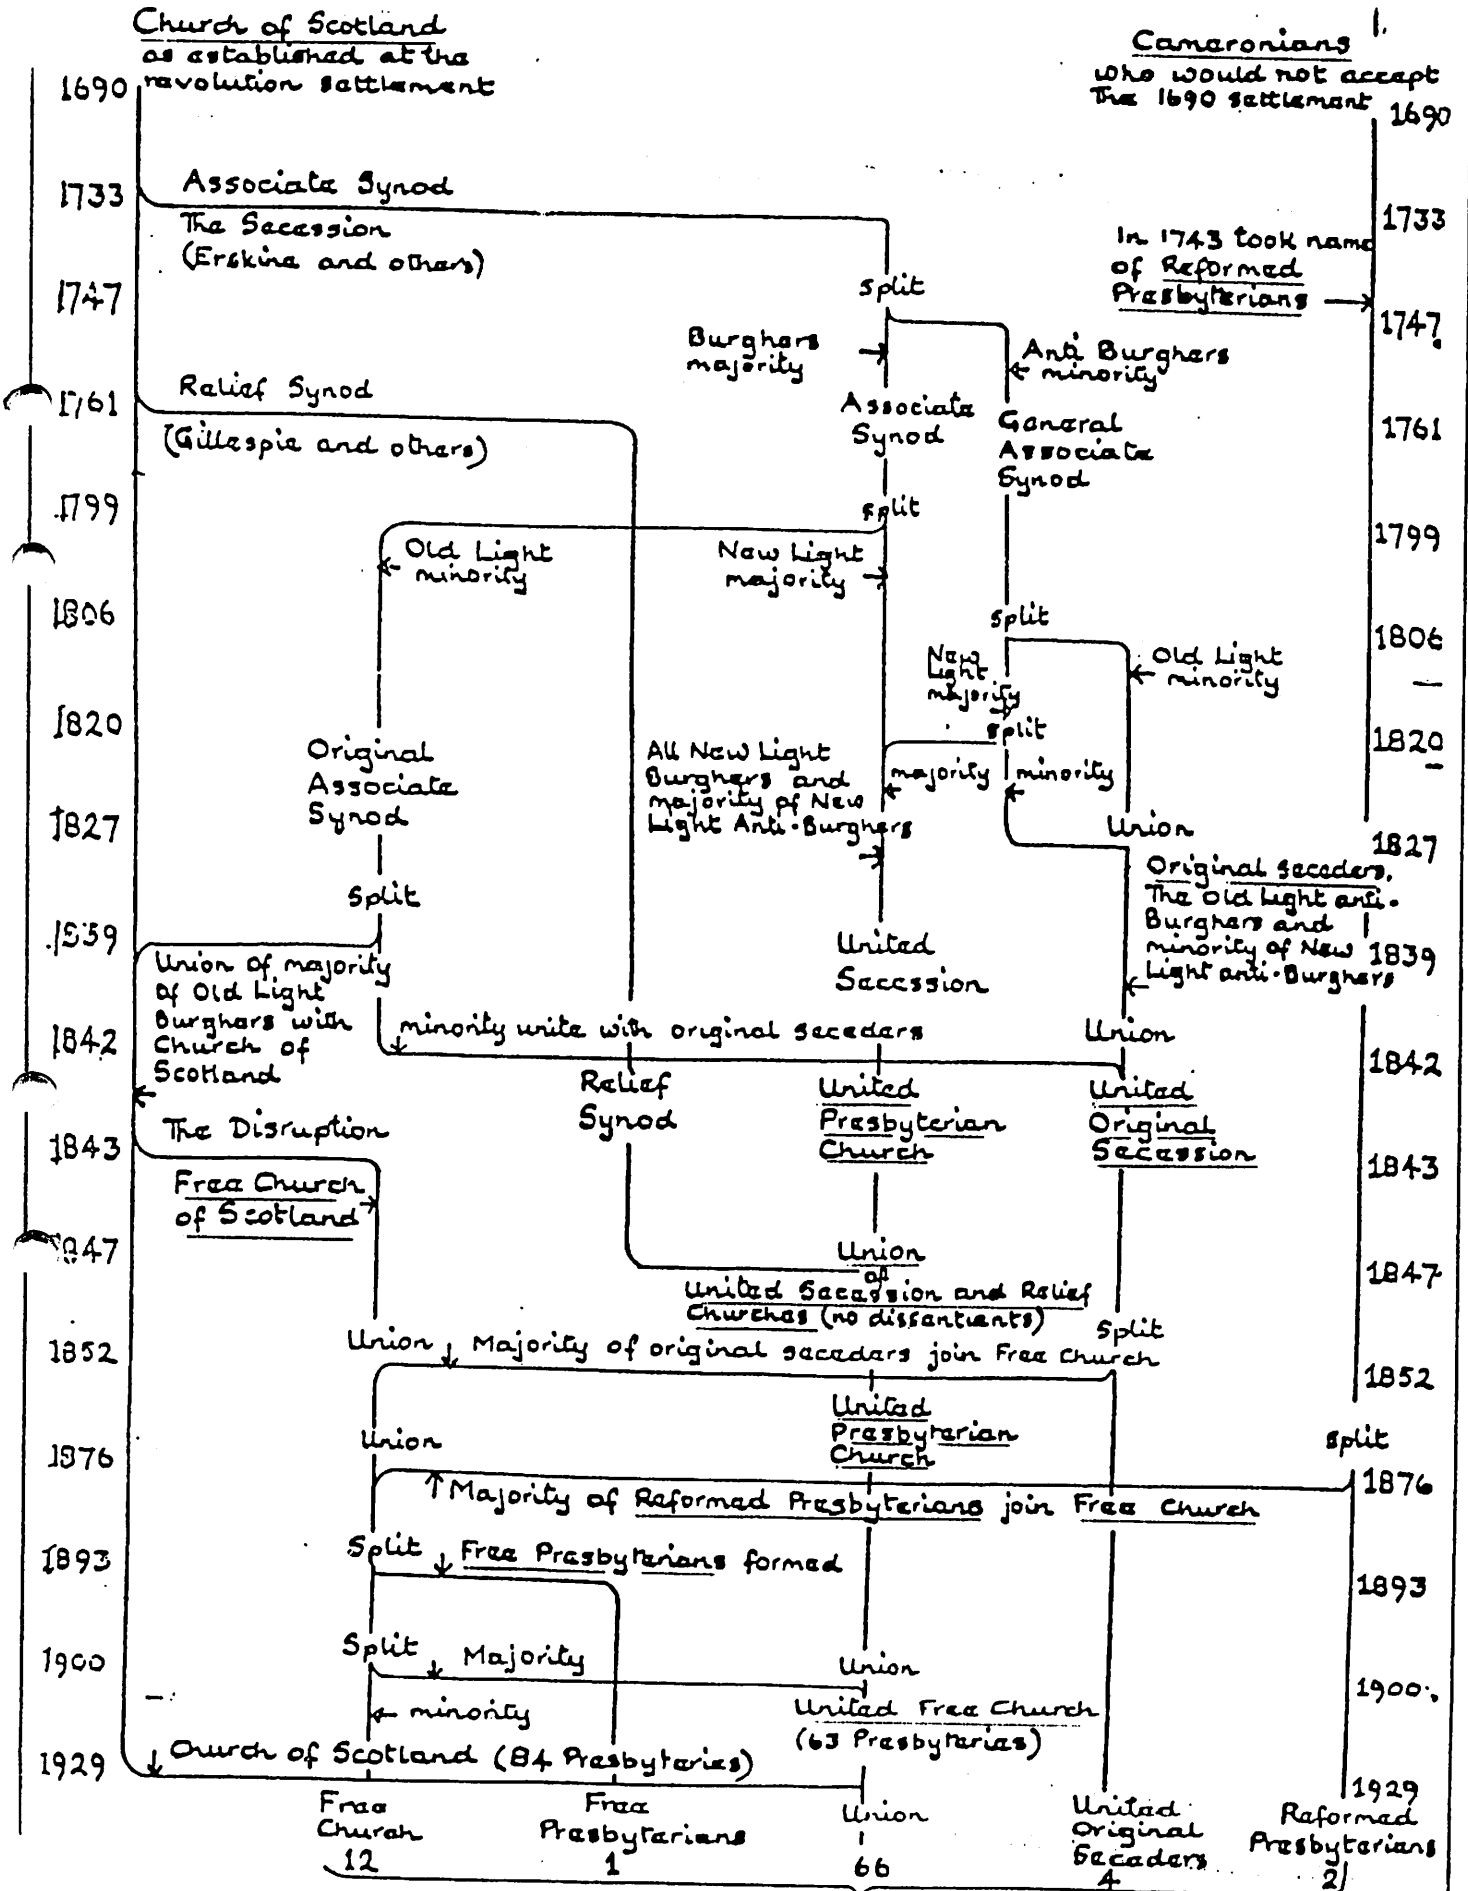 1.
Church of Scotland
as established at the
revolution settlement
Cameronians
who would not accept
The 1690 settlement
1690
1690
1733
Associate Synod
The Secession
(Erskine and others)
1733
In 1743 took name
of Reformed
Presbyterians
1747
split
1747
Burghers
majority
Anti Burghers
minority
1761
Relief Synod
(Gillespie and others)
Associate
Synod
General
Associate
Synod
1761
1799
split
1799
Old Light
minority
New Light
majority
1806
split
1806
New
Light
majority
Old Light
minority
1820
split
1820
Original
Associate
Synod
All New Light
Burghers and
majority of New
Light Anti-Burghers
majority
minority
1827
Union
1827
Original seceders.
The Old Light anti-
Burghers and
minority of New
Light anti-Burghers
split
1839
1839
Union of majority
of Old Light
Burghers with
Church of
Scotland
United
Secession
1842
minority unite with original seceders
Union
1842
Relief
Synod
United
Presbyterian
Church
United
Original
Secession
1843
The Disruption
1843
Free Church
of Scotland
1847
Union
of
United Secession and Relief
Churches (no dissentients)
1847
split
1852
Union
Majority of original seceders join Free Church
1852
United
Presbyterian
Church
Union
split
1876
1876
Majority of Reformed Presbyterians join Free Church
1893
Split
Free Presbyterians formed
1893
1900
Split
Majority
Union
1900
minority
United Free Church
(63 Presbyteries)
1929
Church of Scotland (84 Presbyteries)
1929
Free
Church
12
Free
Presbyterians
1
Union
66
United
Original
Seceders
4
Reformed
Presbyterians
2